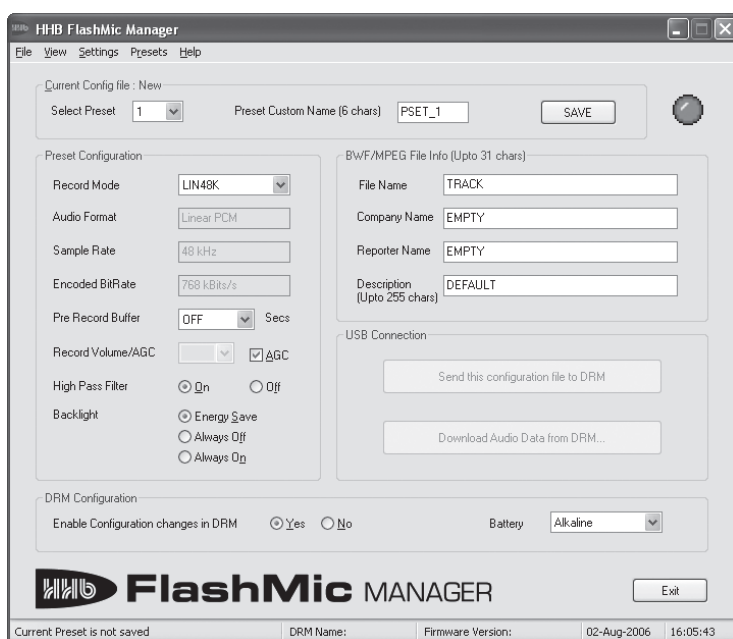 HHB FlashMic Manager
File View Settings Presets Help
Current Config file : New
Select Preset 1 Preset Custom Name (6 chars) PSET_1 SAVE
Preset Configuration
Record Mode LIN48K
Audio Format Linear PCM
Sample Rate 48 kHz
Encoded BitRate 768 kBits/s
Pre Record Buffer OFF Secs
Record Volume/AGC AGC
High Pass Filter On Off
Backlight Energy Save
Always Off
Always On
BWF/MPEG File Info (Upto 31 chars)
File Name TRACK
Company Name EMPTY
Reporter Name EMPTY
Description DEFAULT
(Upto 255 chars)
USB Connection
Send this configuration file to DRM
Download Audio Data from DRM...
DRM Configuration
Enable Configuration changes in DRM Yes No Battery Alkaline
HHb FlashMic MANAGER Exit
Current Preset is not saved DRM Name: Firmware Version: 02-Aug-2006 16:05:43